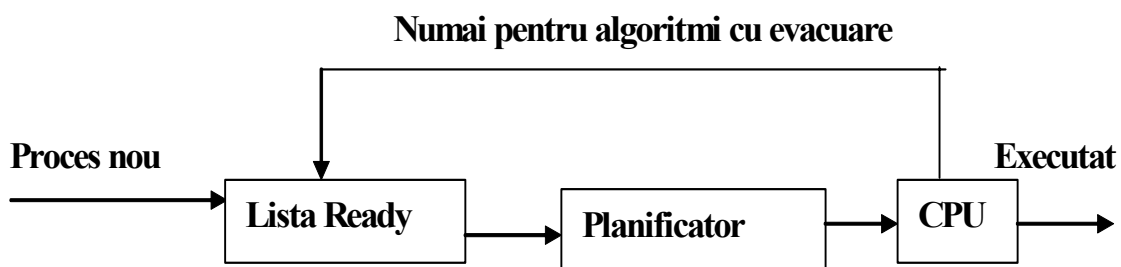 Numai pentru algoritmi cu evacuare
Proces nou
Executat
Lista Ready
Planificator
CPU